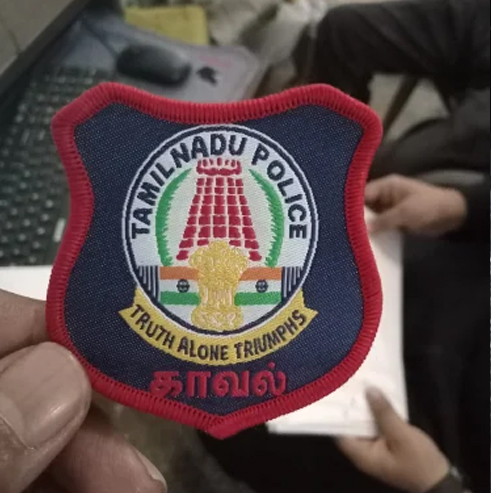 TAMILNADU POLICE
TRUTH ALONE TRIUMPHS
காவல்